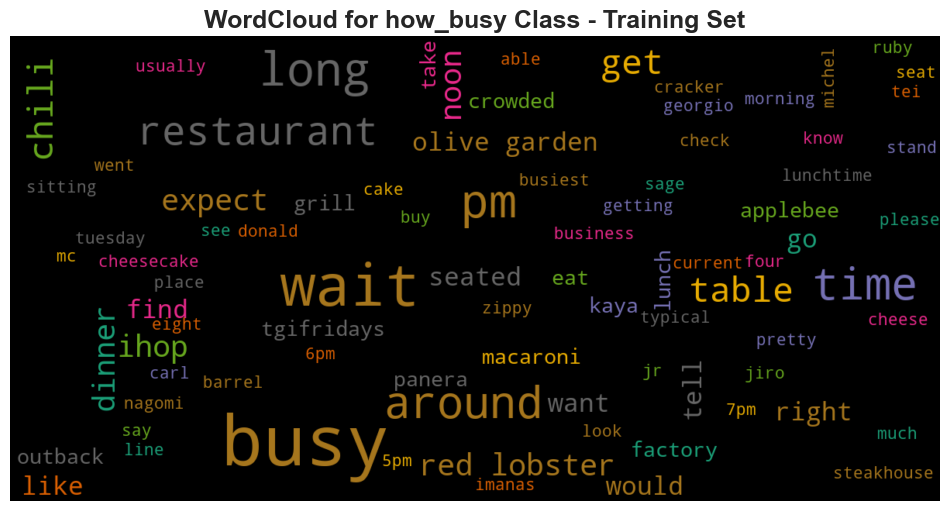 WordCloud for how_busy Class - Training Set
chili
usually
long
take
noon
able
get
ruby
cracker
michel
seat
tei
georgio
morning
crowded
restaurant
olive garden
check
know
stand
went
lunchtime
sitting
cake
busiest
sage
expect
grill
pm
getting
buy
applebee
please
tuesday
see
donald
business
go
mc
cheesecake
place
wait
seated
eat
lunch
current
four
table
time
find
eight
zippy
kaya
typical
cheese
dinner
ihop
tgifridays
pretty
6pm
macaroni
carl
barrel
panera
jr
jiro
tell
nagomi
around
want
7pm
right
say
busy
look
much
line
factory
outback
5pm
red lobster
steakhouse
like
imanas
would